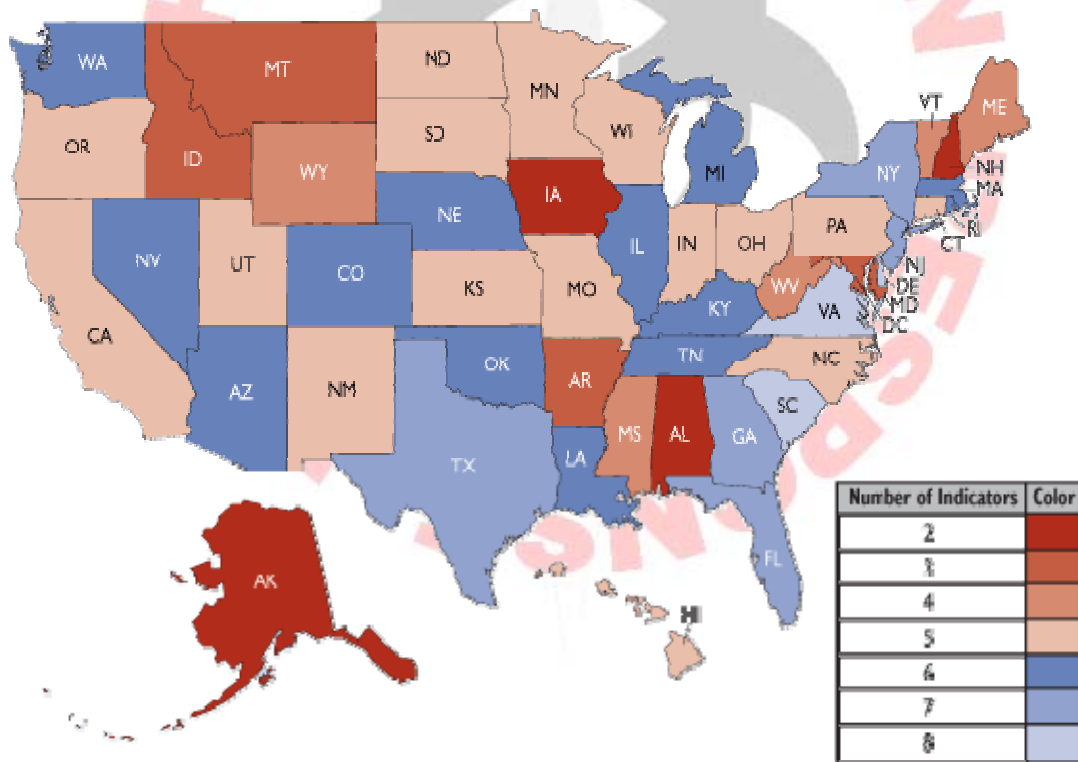 WA
MT
ND
MN
VT
ME
OR
ID
SD
WI
WY
MI
NY
NH
MA
IA
NE
RI
CT
PA
NV
UT
CO
IL
IN
OH
NJ
DE
MD
DC
KS
MO
WV
VA
KY
CA
AZ
NM
OK
TN
NC
AR
SC
MS
AL
GA
TX
LA
FL
AK
HI
Number of Indicators Color
2
3
4
5
6
7
8